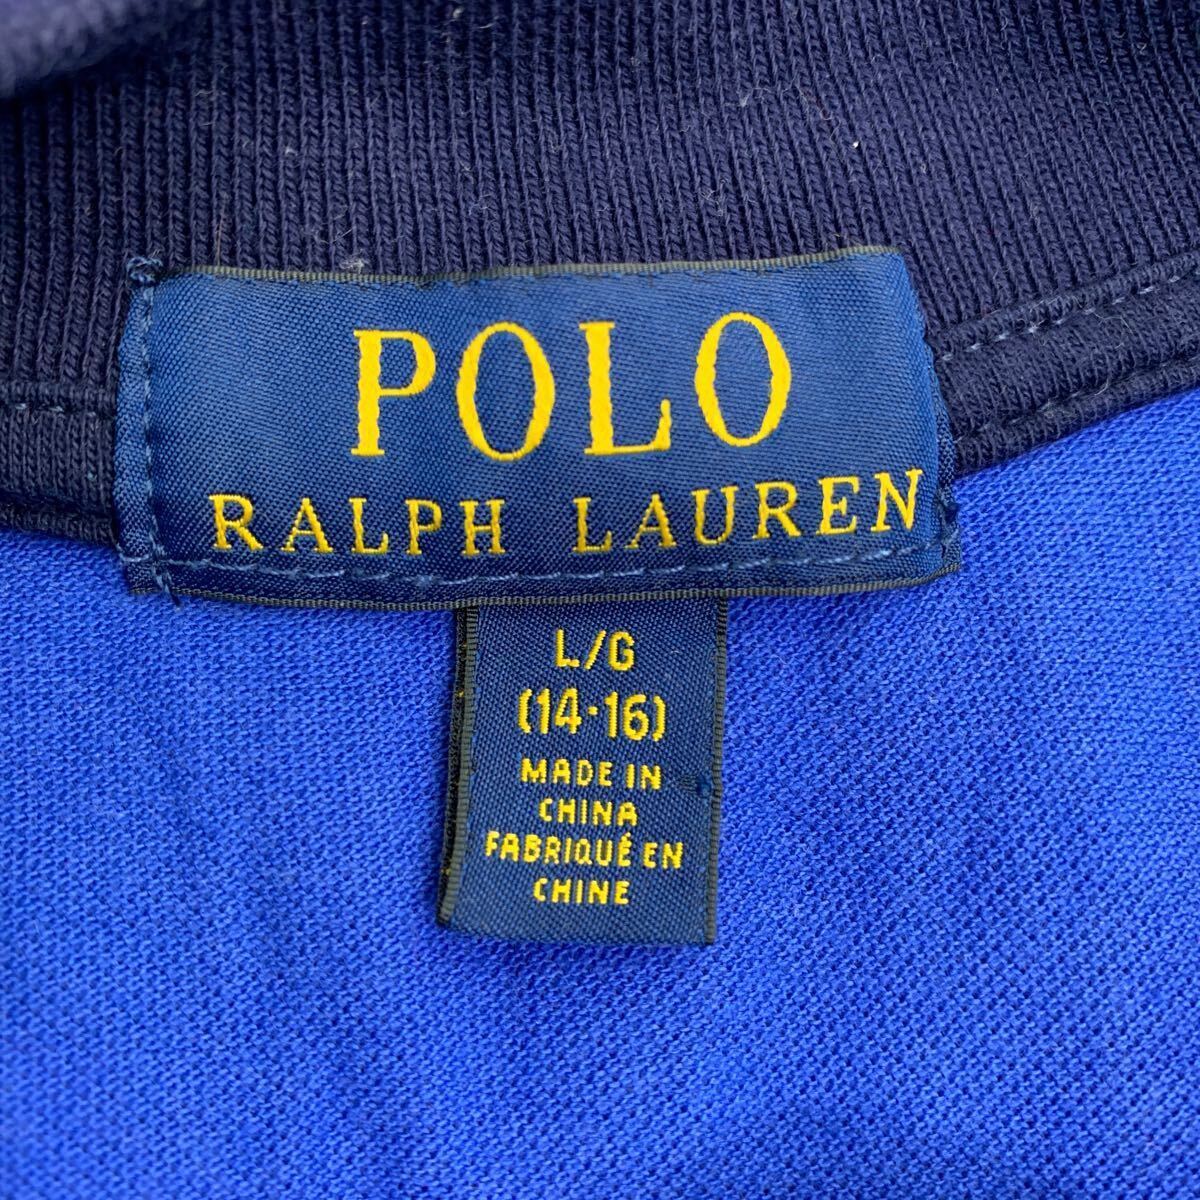 POLO
RALPH LAUREN
L/G
(14·16)
MADE IN
CHINA
FABRIQUÉ EN
CHINE